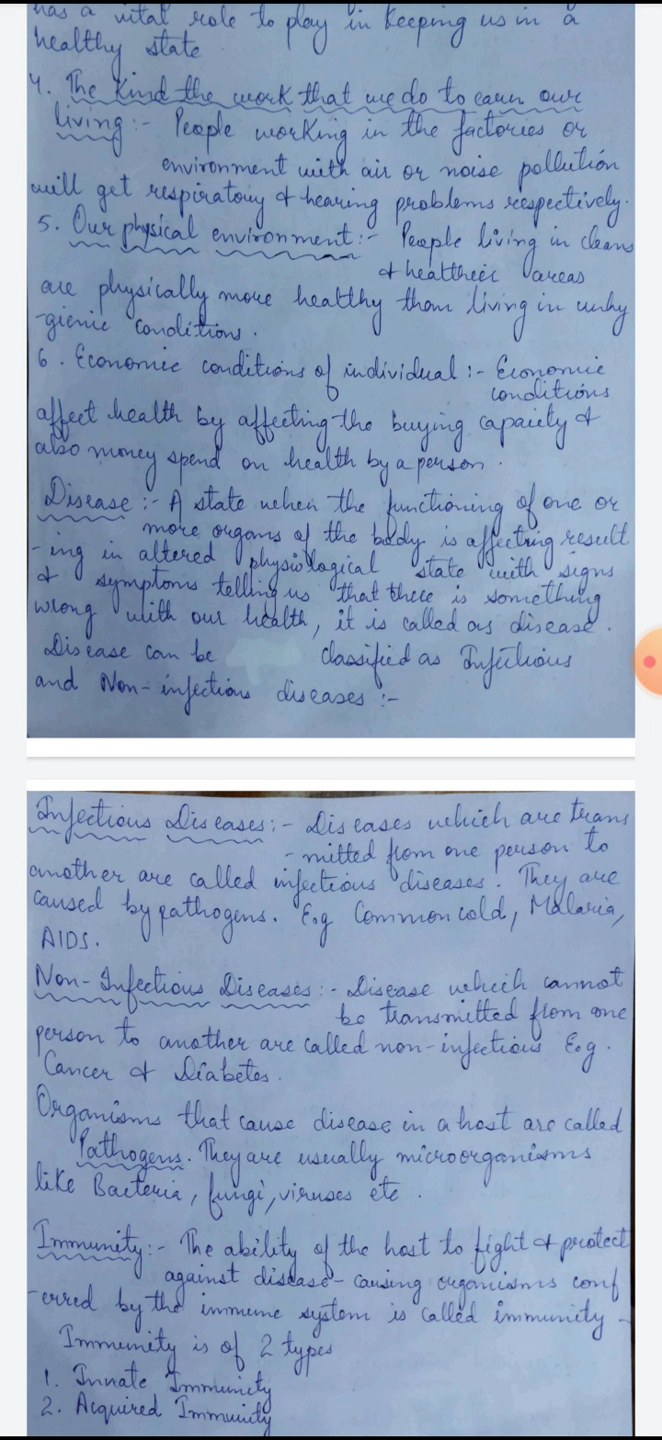 has a vital role to play in keeping us in a
healthy state
4. The Kind the work that we do to earn our
living :- People working in the factories or
environment with air or noise pollution
will get respiratory & hearing problems respectively.
5. Our physical environment :- People living in cleans
& healtheir areas
are physically more healthy than living in unhy
-gienic conditions.
6. Economic conditions of individual :- Economic
conditions
affect health by affecting the buying capacity &
also money spend on health by a person.
Disease :- A state when the functioning of one or
more organs of the body is affecting result
-ing in altered physiological state with signs
& symptoms telling us that there is something
wrong with our health, it is called as disease.
Disease can be classified as Infectious
and Non-infectious diseases :-
Infectious Diseases :- Diseases which are trans
-mitted from one person to
another are called infectious diseases. They are
caused by pathogens. E.g Common cold, Malaria,
AIDS.
Non-Infectious Diseases :- Disease which cannot
be transmitted from one
person to another are called non-infectious E.g.
Cancer & Diabetes.
Organisms that cause disease in a host are called
Pathogens. They are usually microorganisms
like Bacteria, fungi, viruses etc.
Immunity :- The ability of the host to fight & protect
against disease-causing organisms conf
-erred by the immune system is called immunity-
Immunity is of 2 types
1. Innate Immunity
2. Acquired Immunity